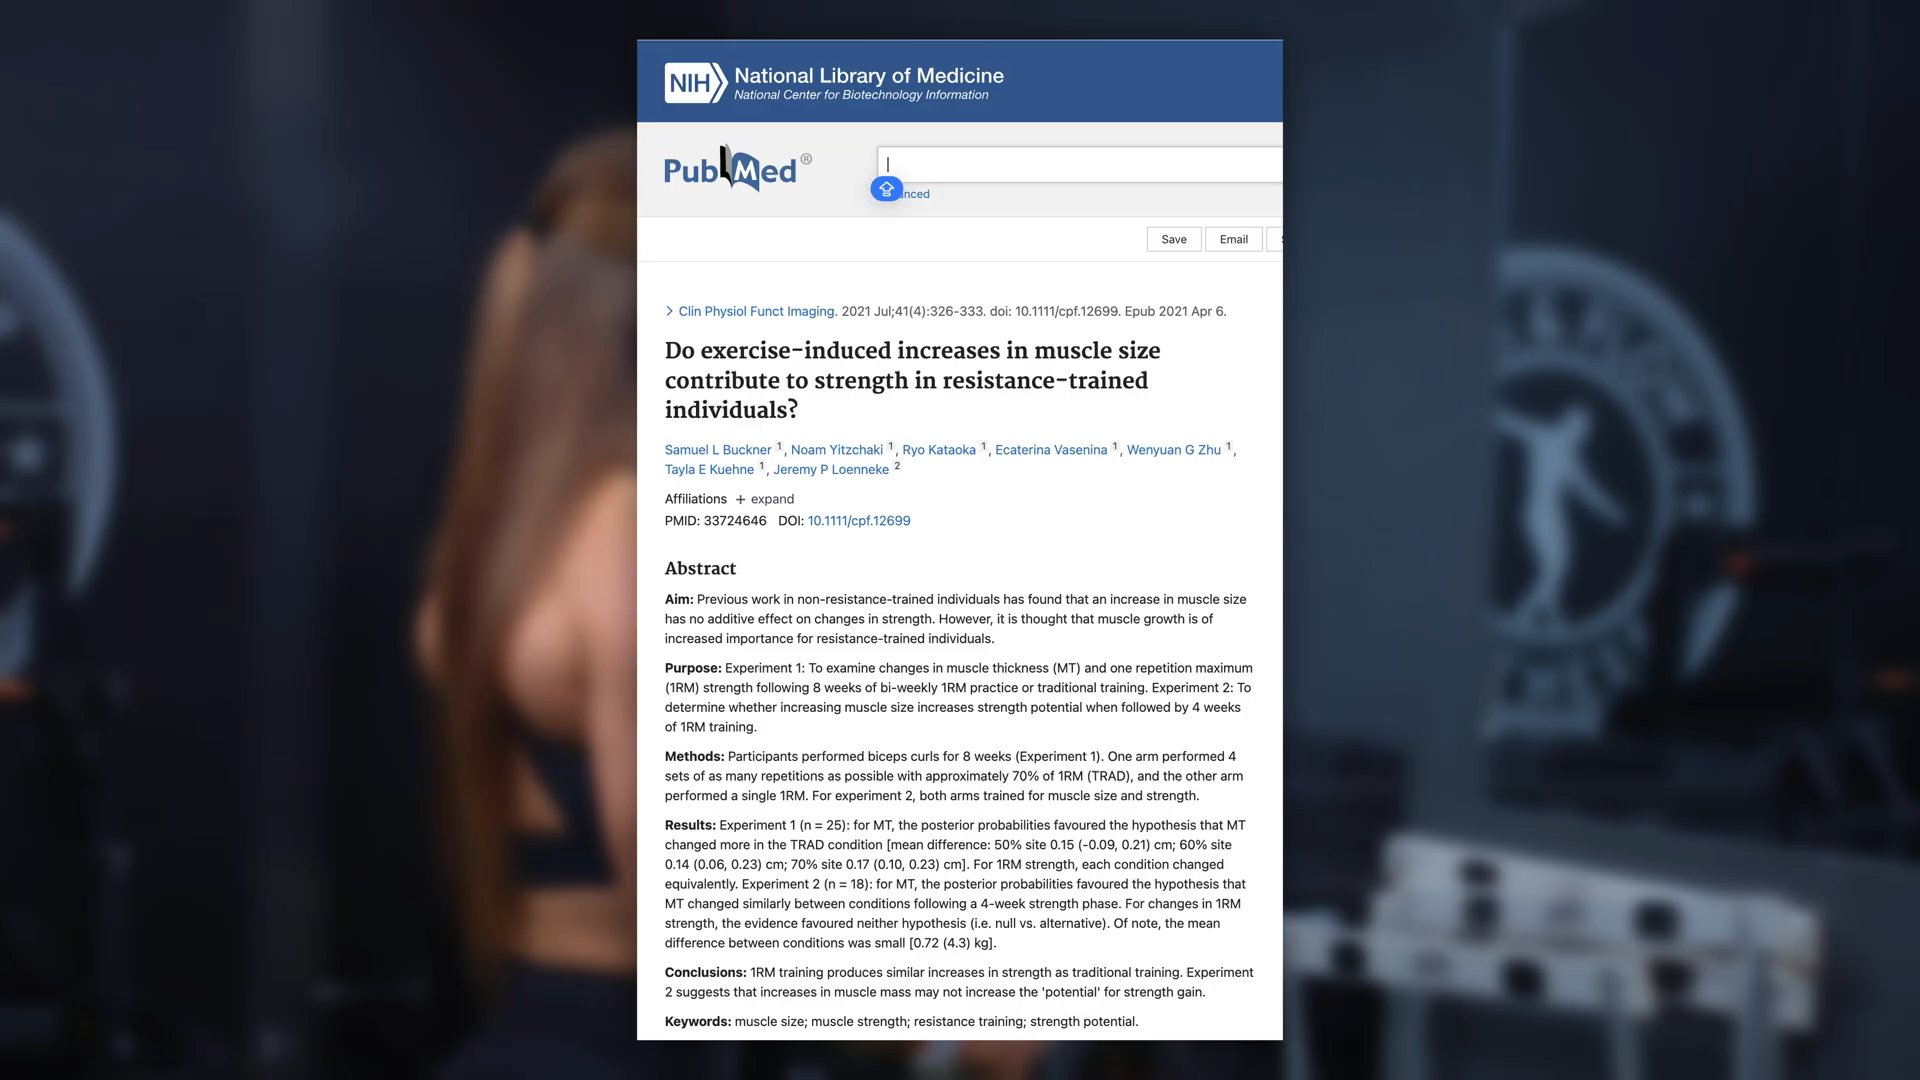 NIH National Library of Medicine
National Center for Biotechnology Information
PubMed®
anced
Save Email
Clin Physiol Funct Imaging. 2021 Jul;41(4):326-333. doi: 10.1111/cpf.12699. Epub 2021 Apr 6.
Do exercise-induced increases in muscle size
contribute to strength in resistance-trained
individuals?
Samuel L Buckner 1, Noam Yitzchaki 1, Ryo Kataoka 1, Ecaterina Vasenina 1, Wenyuan G Zhu 1,
Tayla E Kuehne 1, Jeremy P Loenneke 2
Affiliations + expand
PMID: 33724646 DOI: 10.1111/cpf.12699
Abstract
Aim: Previous work in non-resistance-trained individuals has found that an increase in muscle size
has no additive effect on changes in strength. However, it is thought that muscle growth is of
increased importance for resistance-trained individuals.
Purpose: Experiment 1: To examine changes in muscle thickness (MT) and one repetition maximum
(1RM) strength following 8 weeks of bi-weekly 1RM practice or traditional training. Experiment 2: To
determine whether increasing muscle size increases strength potential when followed by 4 weeks
of 1RM training.
Methods: Participants performed biceps curls for 8 weeks (Experiment 1). One arm performed 4
sets of as many repetitions as possible with approximately 70% of 1RM (TRAD), and the other arm
performed a single 1RM. For experiment 2, both arms trained for muscle size and strength.
Results: Experiment 1 (n = 25): for MT, the posterior probabilities favoured the hypothesis that MT
changed more in the TRAD condition [mean difference: 50% site 0.15 (-0.09, 0.21) cm; 60% site
0.14 (0.06, 0.23) cm; 70% site 0.17 (0.10, 0.23) cm]. For 1RM strength, each condition changed
equivalently. Experiment 2 (n = 18): for MT, the posterior probabilities favoured the hypothesis that
MT changed similarly between conditions following a 4-week strength phase. For changes in 1RM
strength, the evidence favoured neither hypothesis (i.e. null vs. alternative). Of note, the mean
difference between conditions was small [0.72 (4.3) kg].
Conclusions: 1RM training produces similar increases in strength as traditional training. Experiment
2 suggests that increases in muscle mass may not increase the 'potential' for strength gain.
Keywords: muscle size; muscle strength; resistance training; strength potential.